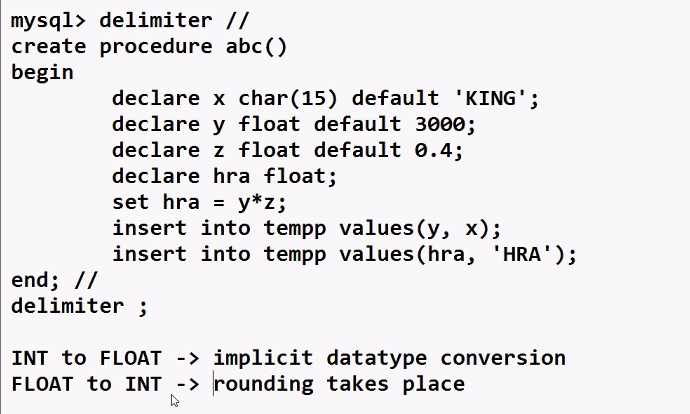 mysql> delimiter //
create procedure abc()
begin
        declare x char(15) default 'KING';
        declare y float default 3000;
        declare z float default 0.4;
        declare hra float;
        set hra = y*z;
        insert into tempp values(y, x);
        insert into tempp values(hra, 'HRA');
end; //
delimiter ;

INT to FLOAT -> implicit datatype conversion
FLOAT to INT -> rounding takes place